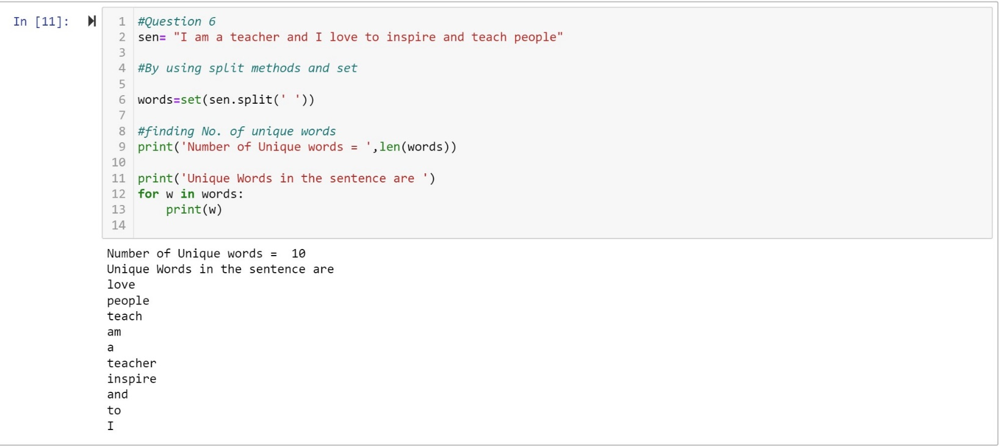 In [11]:
1 #Question 6
2 sen= "I am a teacher and I love to inspire and teach people"
3
4 #By using split methods and set
5
6 words=set(sen.split(' '))
7
8 #finding No. of unique words
9 print('Number of Unique words = ',len(words))
10
11 print('Unique Words in the sentence are ')
12 for w in words:
13     print(w)
14
Number of Unique words =  10
Unique Words in the sentence are
love
people
teach
am
a
teacher
inspire
and
to
I